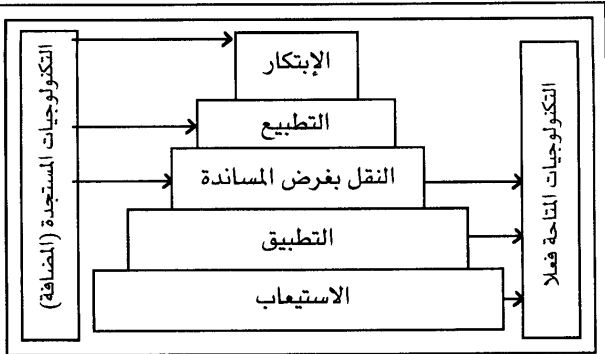 الإبتكار
التطبيع
النقل بغرض المساندة
التطبيق
الاستيعاب
التكنولوجيات المستجدة (المضافة)
التكنولوجيات المتاحة فعلا